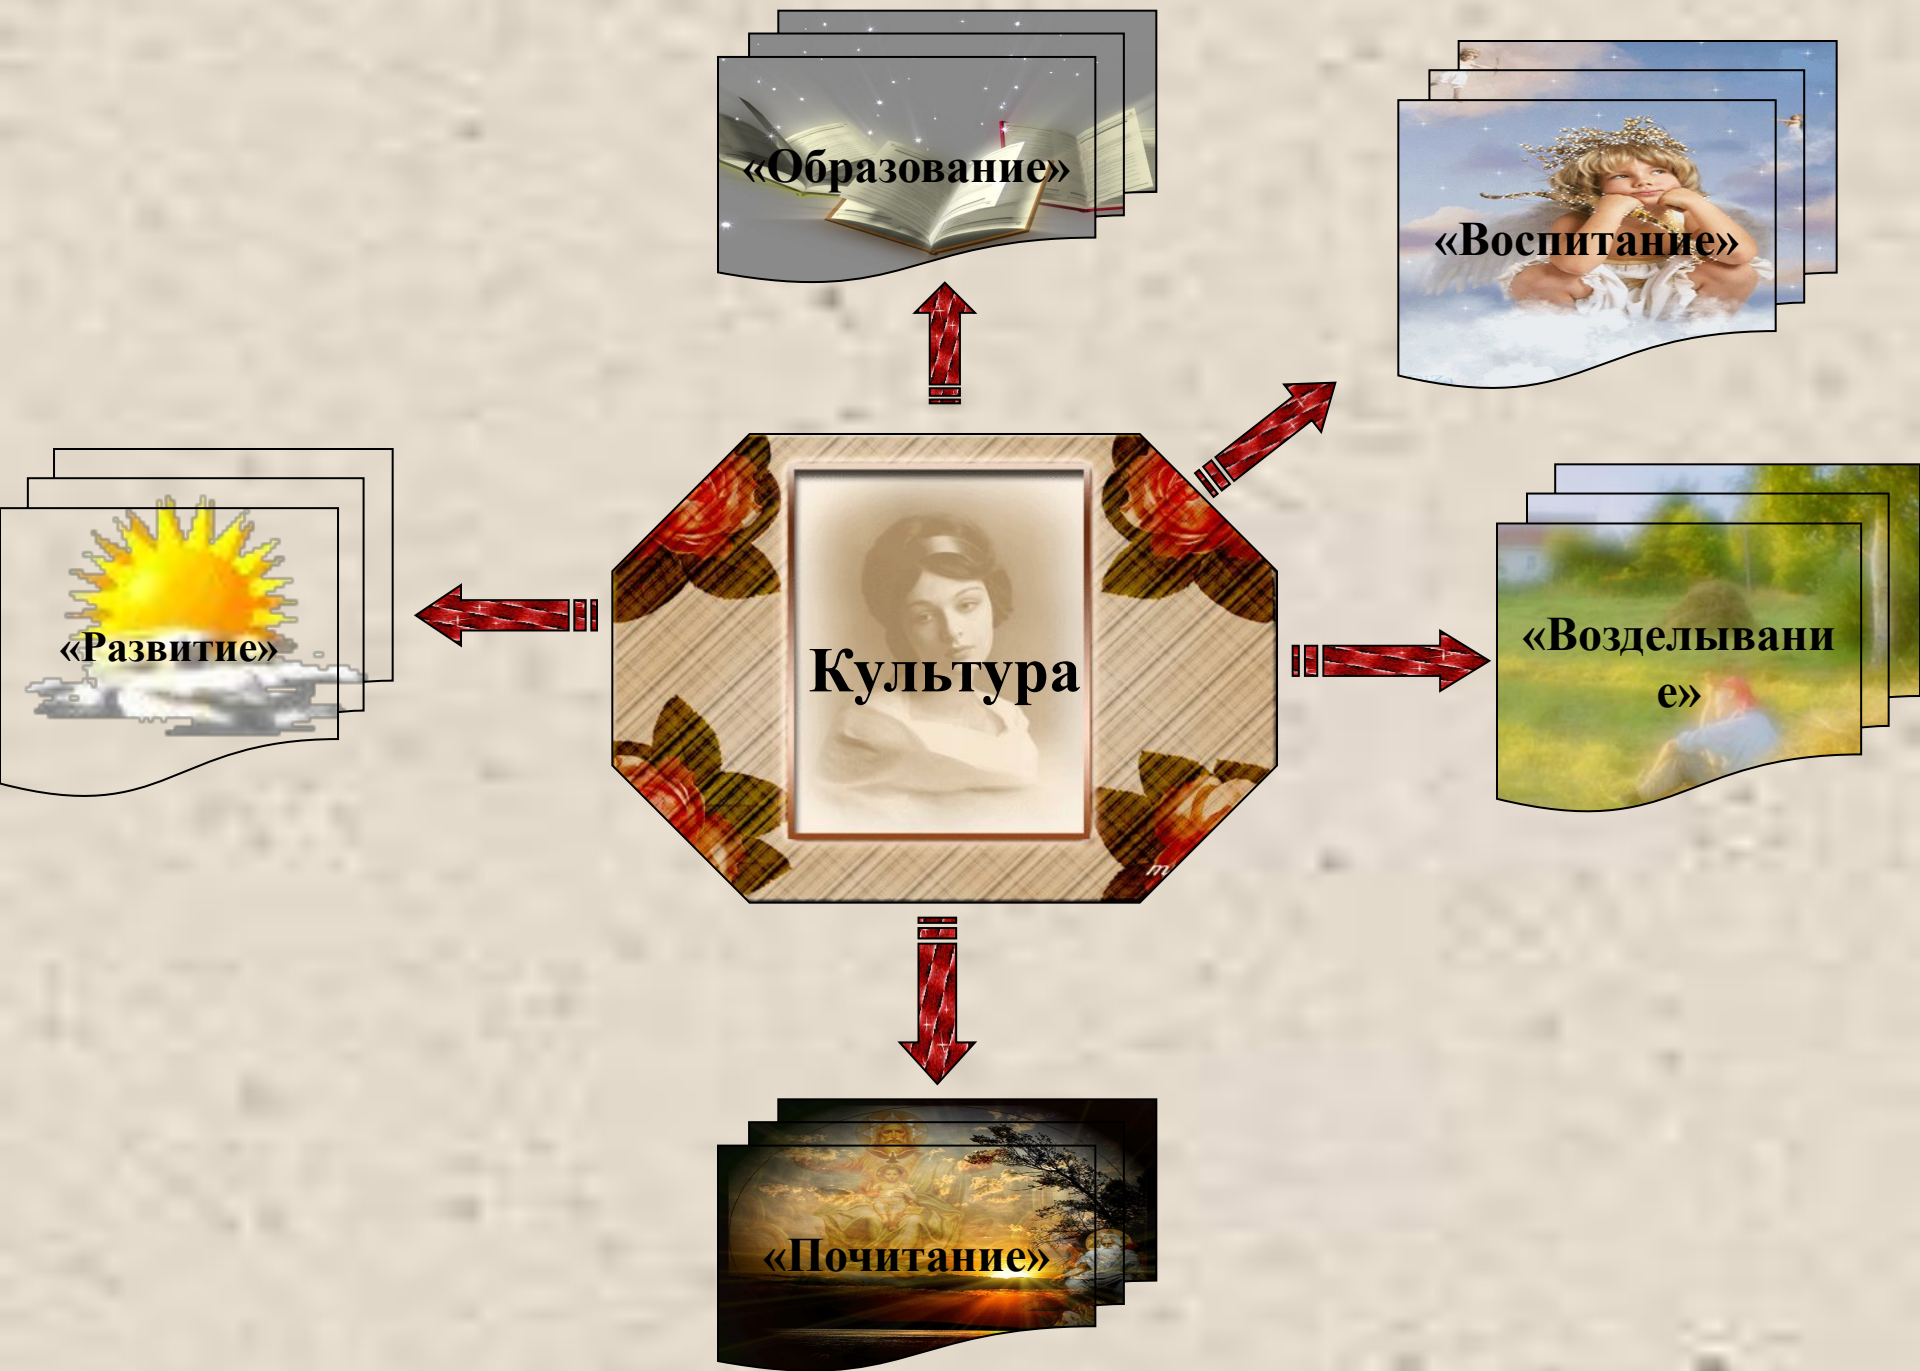 «Образование»
«Воспитание»
«Развитие»
Культура
«Возделывани
е»
«Почитание»